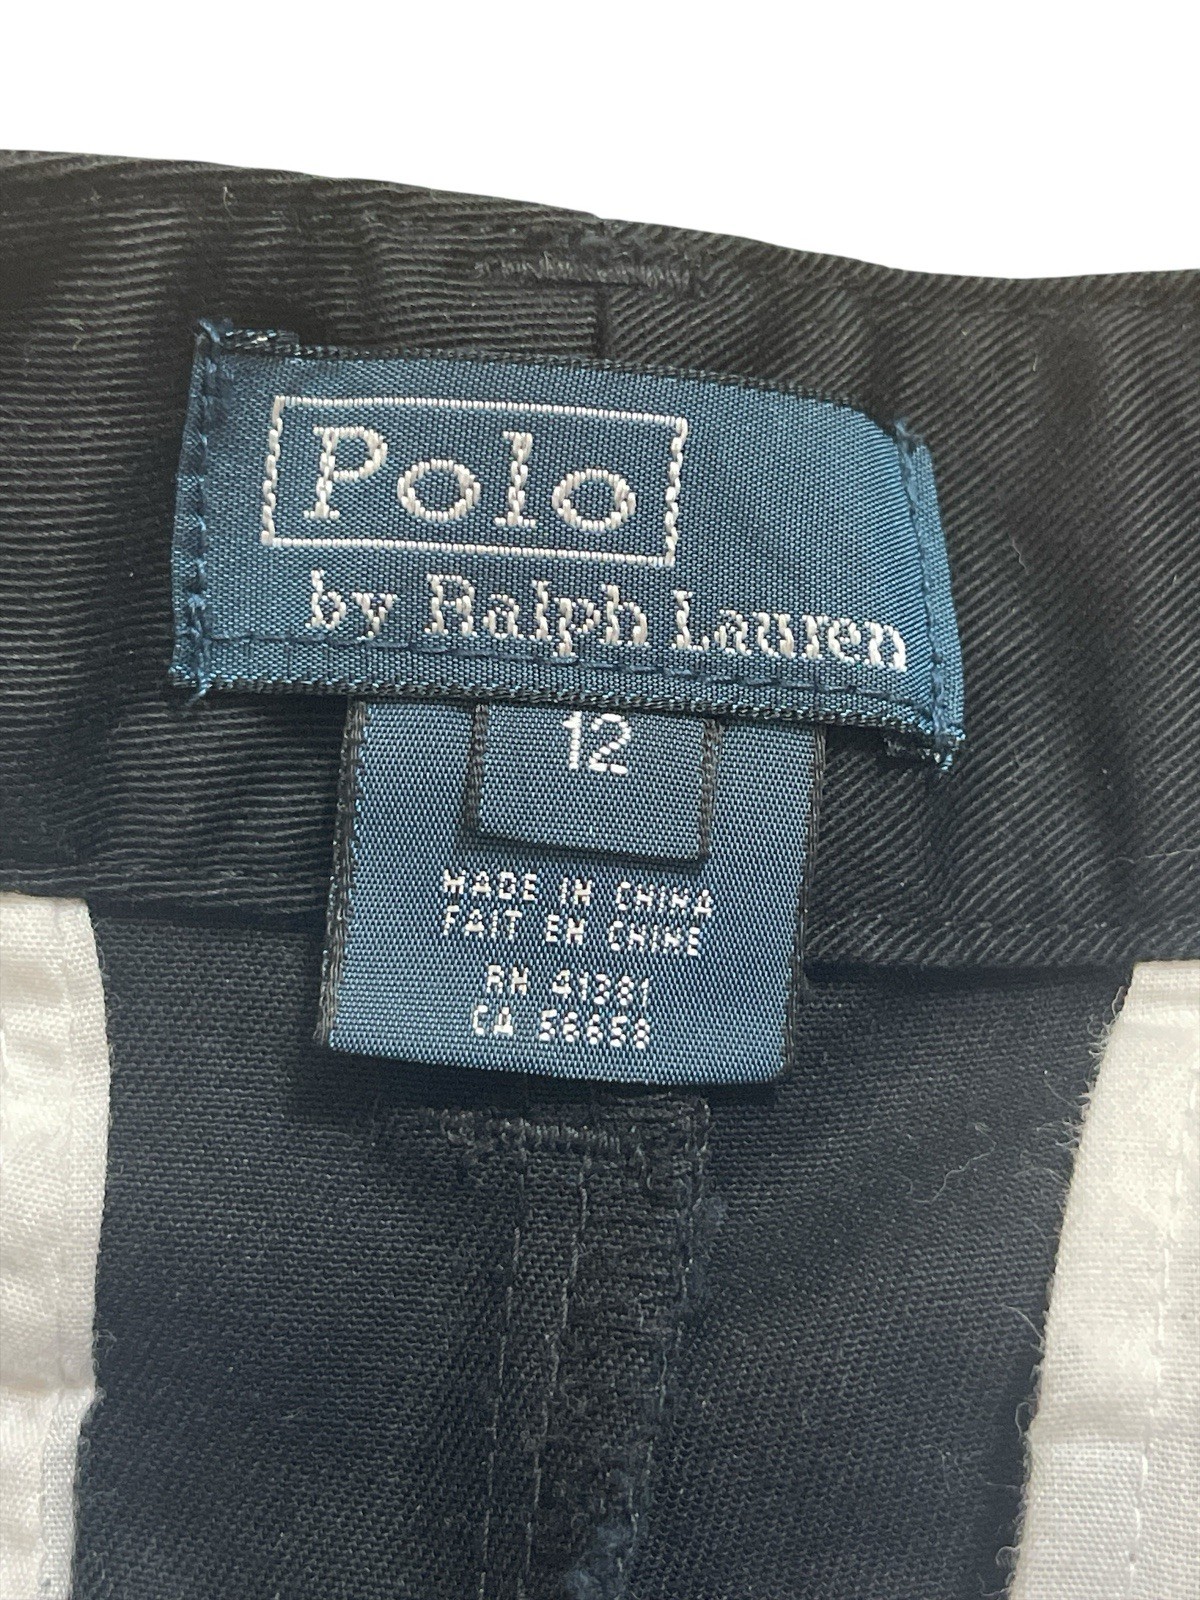 Polo
by Ralph Lauren
12
MADE IN CHINA
FAIT EN CHINE
RN 41381
CA 56658